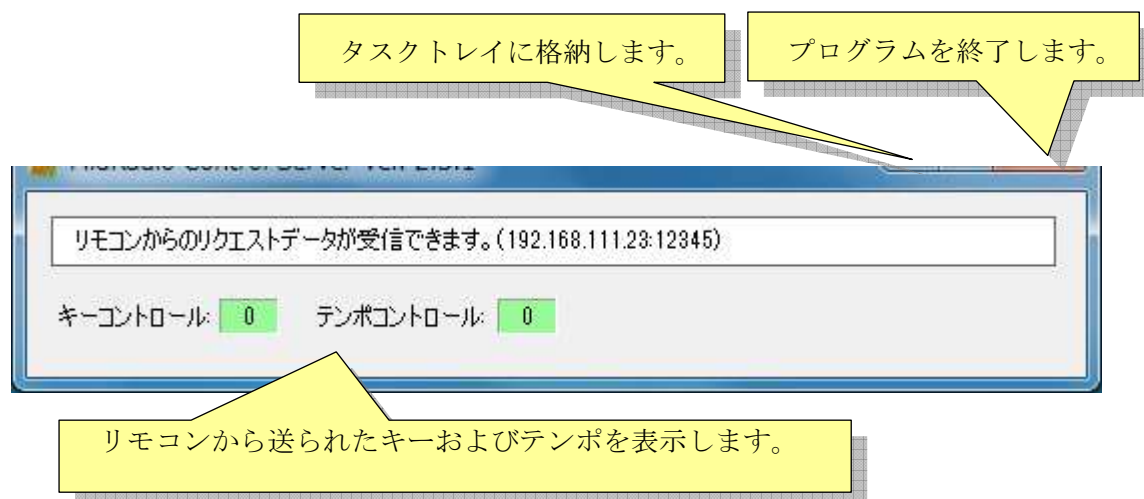 タスクトレイに格納します。
プログラムを終了します。
リモコンからのリクエストデータが受信できます。(192.168.111.23:12345)
キーコントロール: 0 テンポコントロール: 0
リモコンから送られたキーおよびテンポを表示します。